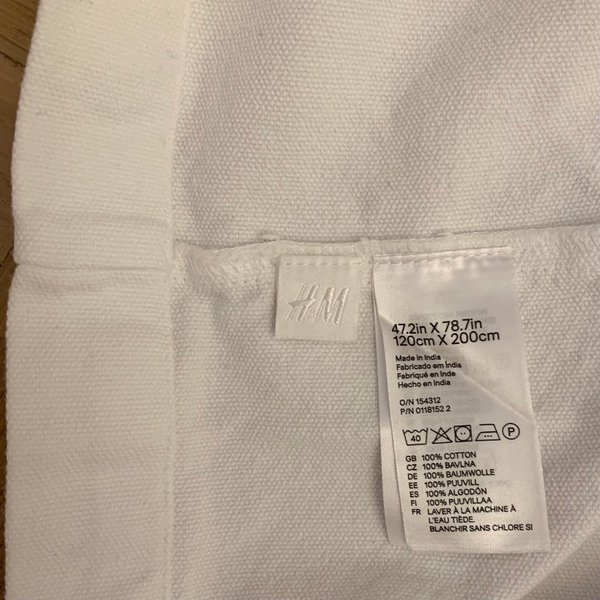 H&M
47.2in X 78.7in
120cm X 200cm
Made in India
Fabricado em Índia
Fabriqué en Inde
Hecho en India
O/N 154312
P/N 0118152 2
40 P
GB 100% COTTON
CZ 100% BAVLNA
DE 100% BAUMWOLLE
EE 100% PUUVILL
ES 100% ALGODÓN
FI 100% PUUVILLAA
FR LAVER À LA MACHINE À
L'EAU TIÈDE.
BLANCHIR SANS CHLORE SI